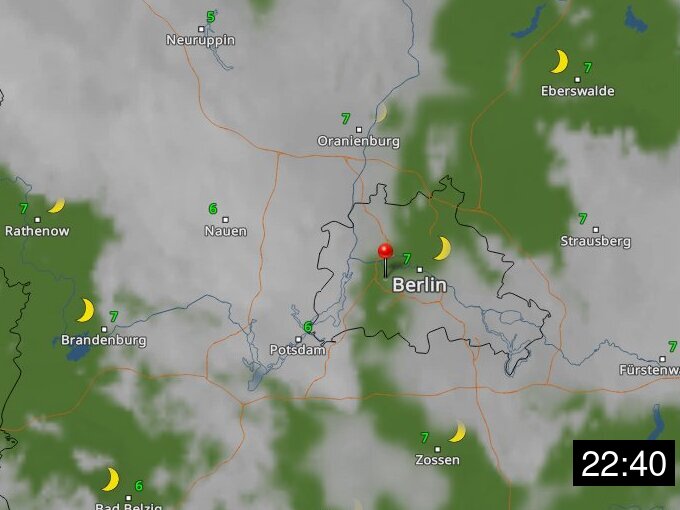 5
Neuruppin
7
Eberswalde
7
Oranienburg
7
Rathenow
6
Nauen
7
Strausberg
7
Berlin
7
Brandenburg
6
Potsdam
7
Fürstenwa
7
Zossen
6
Bad Belzig
22:40